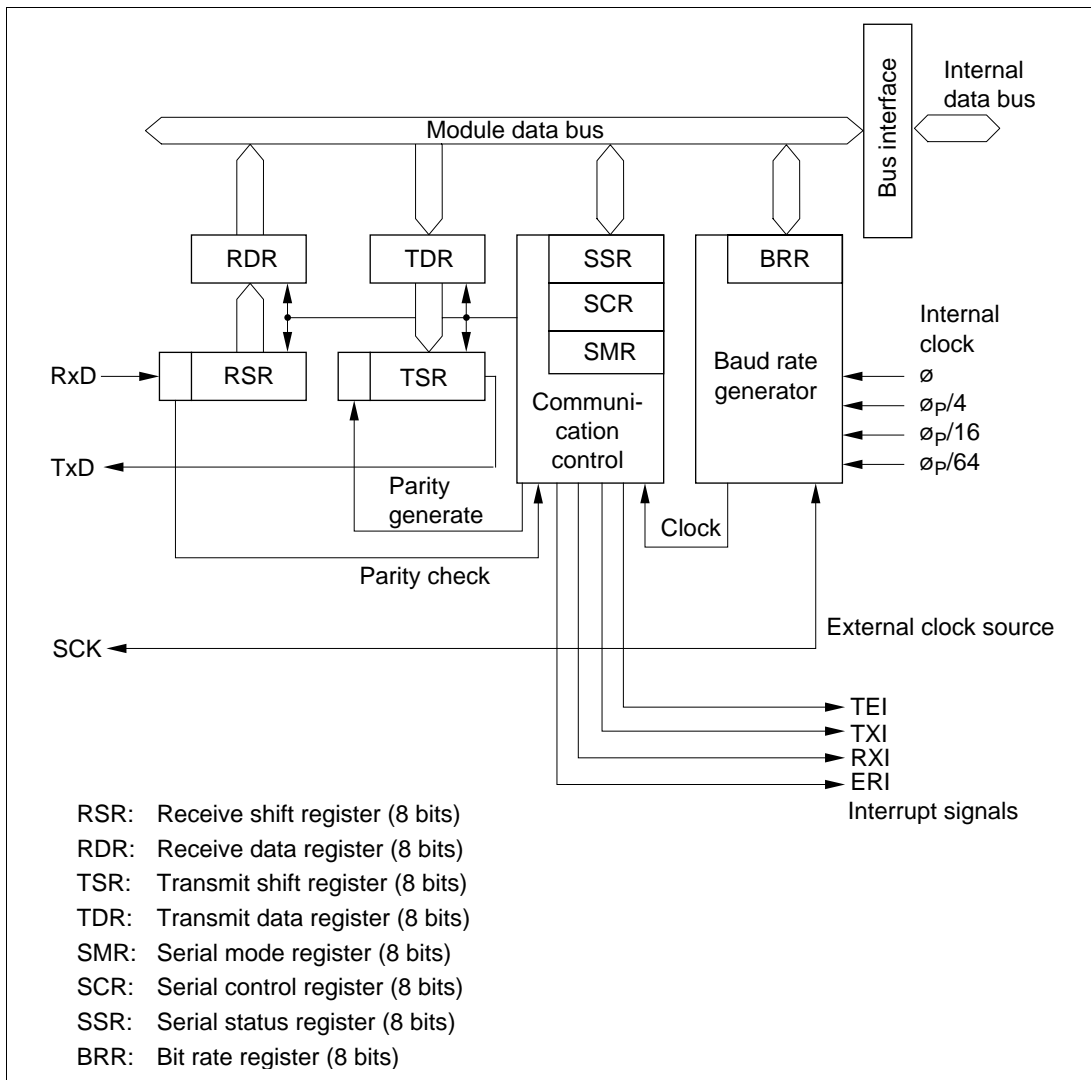 Internal
data bus
Bus interface
Module data bus
RDR
TDR
SSR
BRR
SCR
Internal
clock
RxD
RSR
TSR
SMR
Baud rate
generator
ø
øP/4
øP/16
øP/64
Communi-
cation
control
TxD
Parity
generate
Clock
Parity check
External clock source
SCK
TEI
TXI
RXI
ERI
Interrupt signals
RSR: Receive shift register (8 bits)
RDR: Receive data register (8 bits)
TSR: Transmit shift register (8 bits)
TDR: Transmit data register (8 bits)
SMR: Serial mode register (8 bits)
SCR: Serial control register (8 bits)
SSR: Serial status register (8 bits)
BRR: Bit rate register (8 bits)